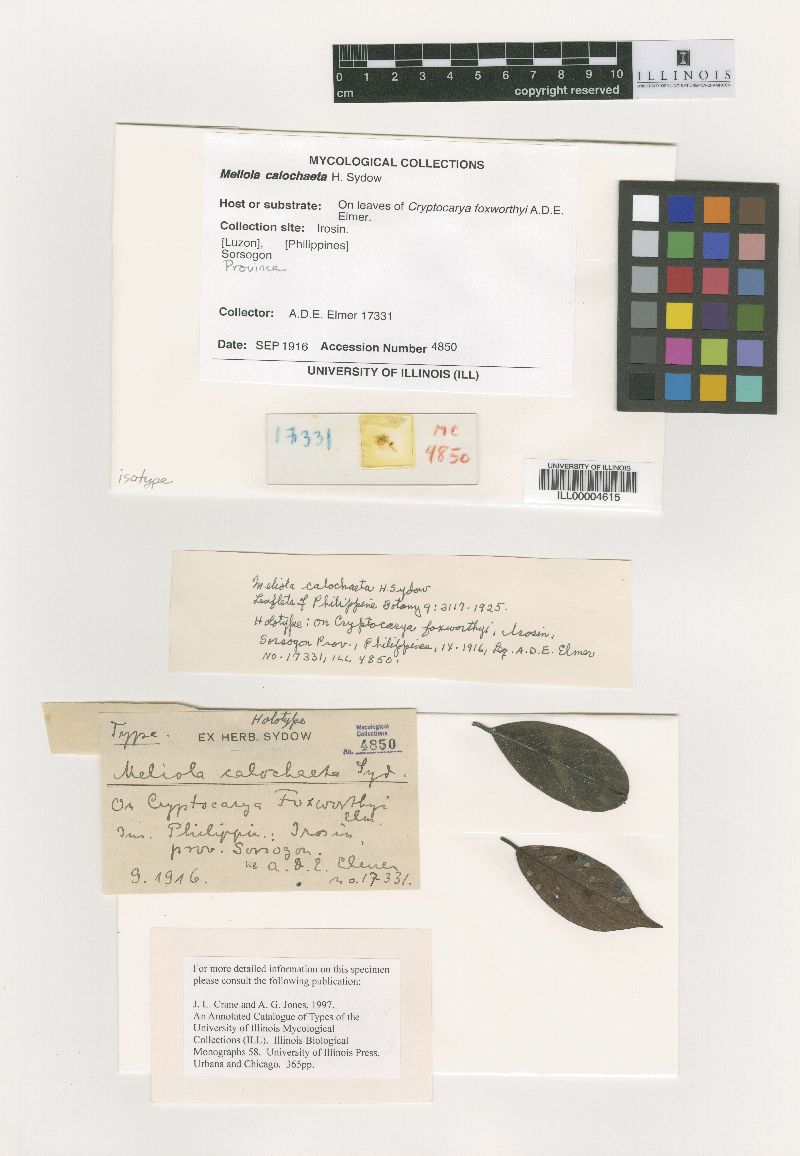 0 1 2 3 4 5 6 7 8 9 10
cm copyright reserved
I
ILLINOIS
MYCOLOGICAL COLLECTIONS
Meliola calochaeta H. Sydow
Host or substrate: On leaves of Cryptocarya foxworthyi A.D.E.
Elmer.
Collection site: Irosin.
[Luzon], [Philippines]
Sorsogon
Province
Collector: A.D.E. Elmer 17331
Date: SEP 1916 Accession Number 4850
UNIVERSITY OF ILLINOIS (ILL)
17331
MC
4850
isotype
UNIVERSITY OF ILLINOIS
ILL00004615
Meliola calochaeta H. Sydow
Leaflets of Philippine Botany 9: 3117. 1925.
Holotype: on Cryptocarya foxworthyi, Irosin,
Sorsogon Prov., Philippines, IX. 1916, Leg. A.D.E. Elmer
No. 17331, ILL 4850.
Holotype
Type.
EX HERB. SYDOW
Mycological
Collections
No. 4850
Meliola calochaeta Syd.
On Cryptocarya Foxworthyi
Elm.
Ins. Philippin.: Irosin,
prov. Sorsogon.
9. 1916. leg. A. D. E. Elmer
no. 17331.
For more detailed information on this specimen
please consult the following publication:
J. L. Crane and A. G. Jones, 1997.
An Annotated Catalogue of Types of the
University of Illinois Mycological
Collections (ILL). Illinois Biological
Monographs 58. University of Illinois Press,
Urbana and Chicago. 365pp.